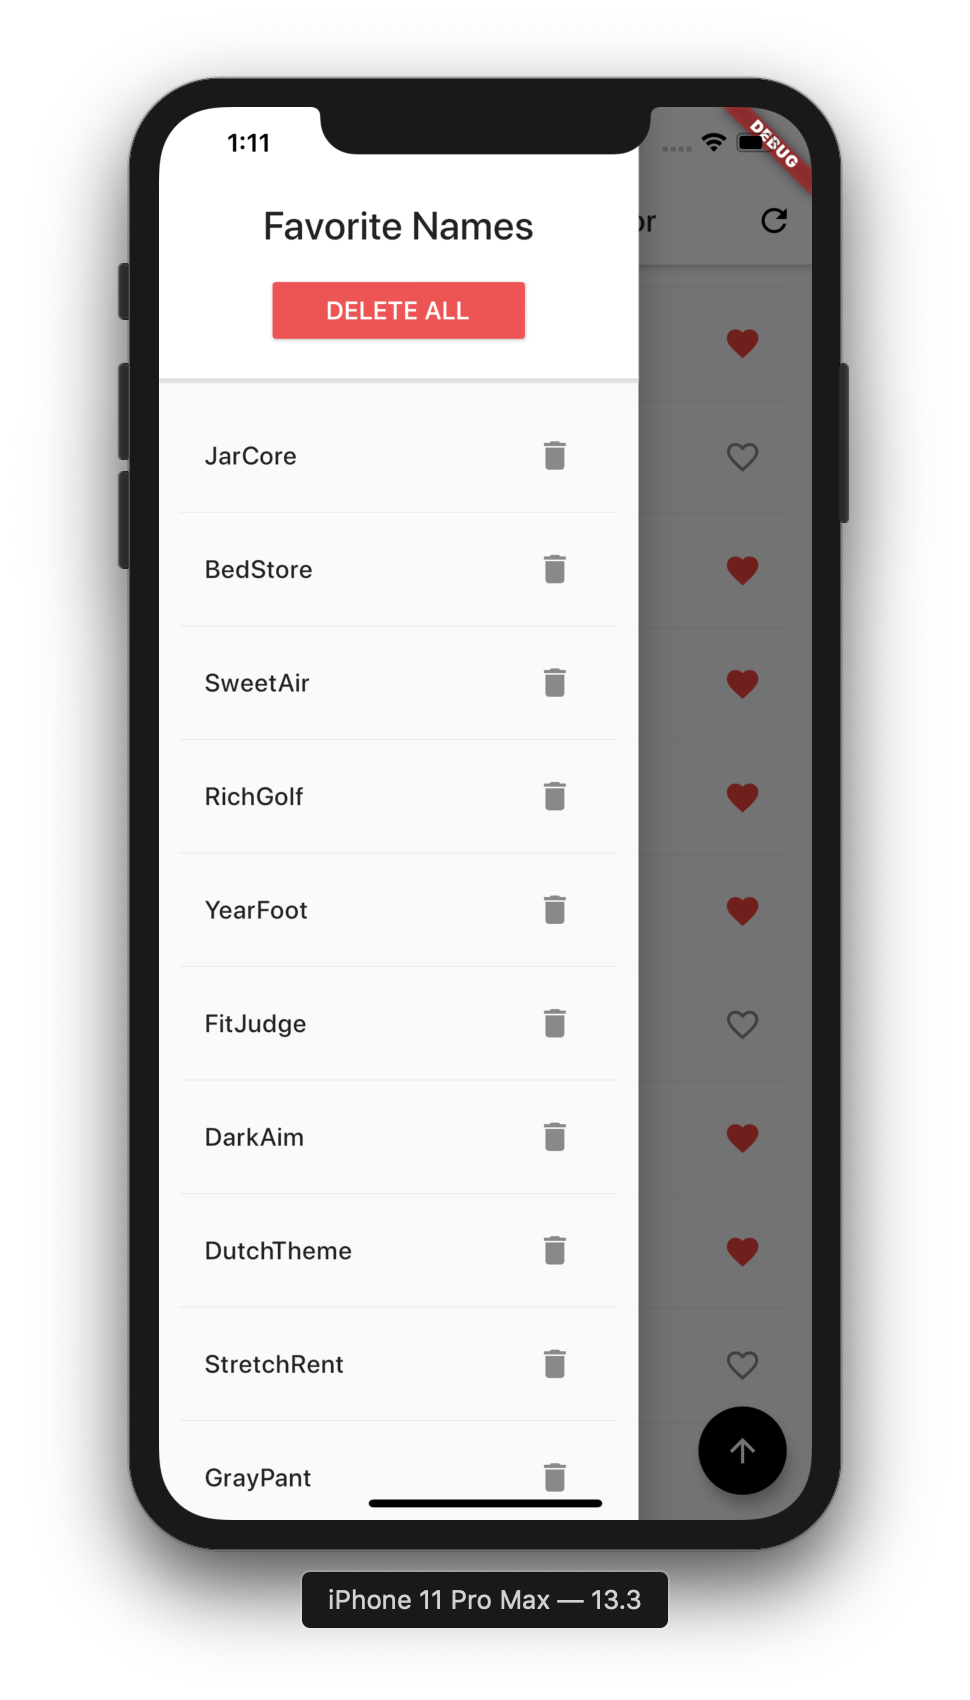 1:11
DEBUG
Favorite Names
or
DELETE ALL
JarCore
BedStore
SweetAir
RichGolf
YearFoot
FitJudge
DarkAim
DutchTheme
StretchRent
GrayPant
iPhone 11 Pro Max — 13.3